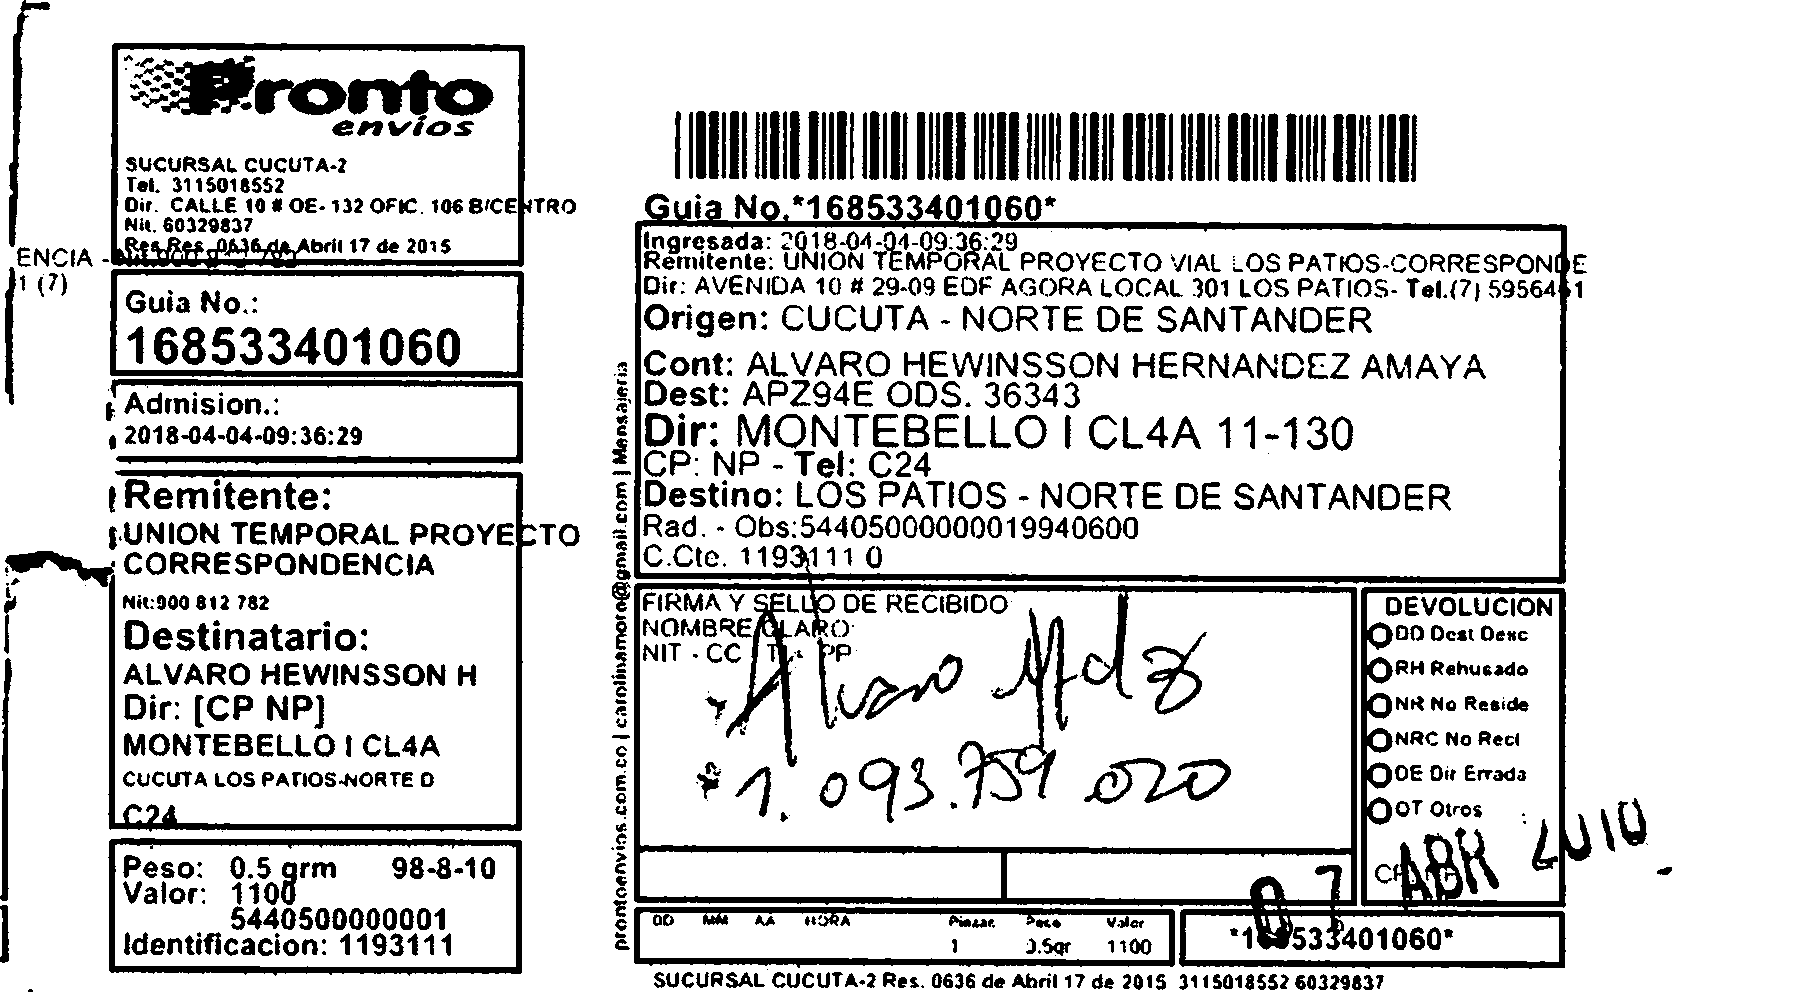 Pronto
envíos
SUCURSAL CUCUTA-2
Tel. 3115018552
Dir. CALLE 10 # OE- 132 OFIC. 106 B/CENTRO
Nit. 60329837
Res.Res. 0636 de Abril 17 de 2015
ENCIA -
1 (7)
Guia No.:
168533401060
Admision.:
2018-04-04-09:36:29
Remitente:
UNION TEMPORAL PROYECTO
CORRESPONDENCIA
Nit:900 812 782
Destinatario:
ALVARO HEWINSSON H
Dir: [CP NP]
MONTEBELLO I CL4A
CUCUTA LOS PATIOS-NORTE D
C24
Peso: 0.5 grm 98-8-10
Valor: 1100
5440500000001
Identificacion: 1193111
prontoenvios.com.co | carolinamoro@gmail.com | Mensajeria
Guia No.*168533401060*
Ingresada: 2018-04-04-09:36:29
Remitente: UNION TEMPORAL PROYECTO VIAL LOS PATIOS-CORRESPONDE
Dir: AVENIDA 10 # 29-09 EDF AGORA LOCAL 301 LOS PATIOS- Tel.(7) 5956461
Origen: CUCUTA - NORTE DE SANTANDER
Cont: ALVARO HEWINSSON HERNANDEZ AMAYA
Dest: APZ94E ODS. 36343
Dir: MONTEBELLO I CL4A 11-130
CP: NP - Tel: C24
Destino: LOS PATIOS - NORTE DE SANTANDER
Rad. - Obs:54405000000019940600
C.Cte. 1193111 0
FIRMA Y SELLO DE RECIBIDO
NOMBRE CLARO
NIT - CC
Alvaro Hdz
1.093.759 020
DEVOLUCION
DD Dest Desc
RH Rehusado
NR No Reside
NRC No Recl
DE Dir Errada
OT Otros
07 ABR
DD MM AA HORA
Piezas. Peso Valor
1 0.5gr 1100
*168533401060*
SUCURSAL CUCUTA-2 Res. 0636 de Abril 17 de 2015 3115018552 60329837